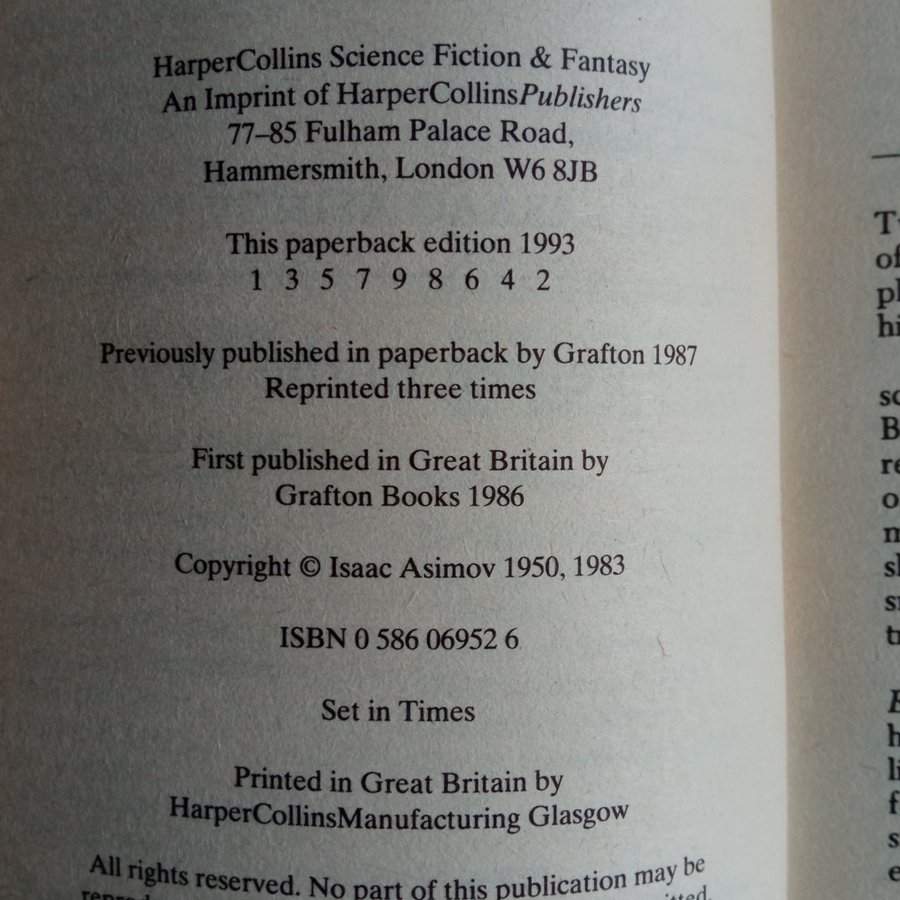 HarperCollins Science Fiction & Fantasy
An Imprint of HarperCollinsPublishers
77–85 Fulham Palace Road,
Hammersmith, London W6 8JB
This paperback edition 1993
1 3 5 7 9 8 6 4 2
Previously published in paperback by Grafton 1987
Reprinted three times
First published in Great Britain by
Grafton Books 1986
Copyright © Isaac Asimov 1950, 1983
ISBN 0 586 06952 6
Set in Times
Printed in Great Britain by
HarperCollinsManufacturing Glasgow
All rights reserved. No part of this publication may be